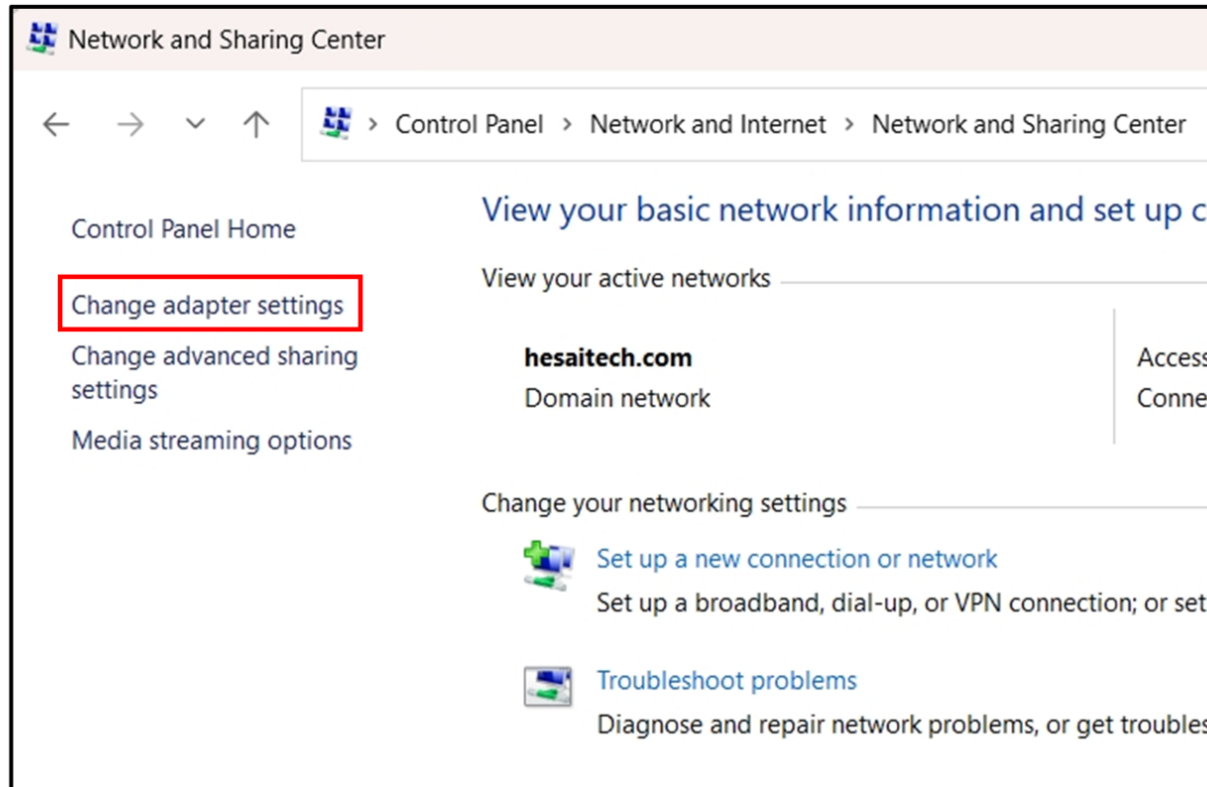 Network and Sharing Center
Control Panel > Network and Internet > Network and Sharing Center
Control Panel Home
Change adapter settings
Change advanced sharing
settings
Media streaming options
View your basic network information and set up c
View your active networks
hesaitech.com
Domain network
Access
Conne
Change your networking settings
Set up a new connection or network
Set up a broadband, dial-up, or VPN connection; or set
Troubleshoot problems
Diagnose and repair network problems, or get troubles